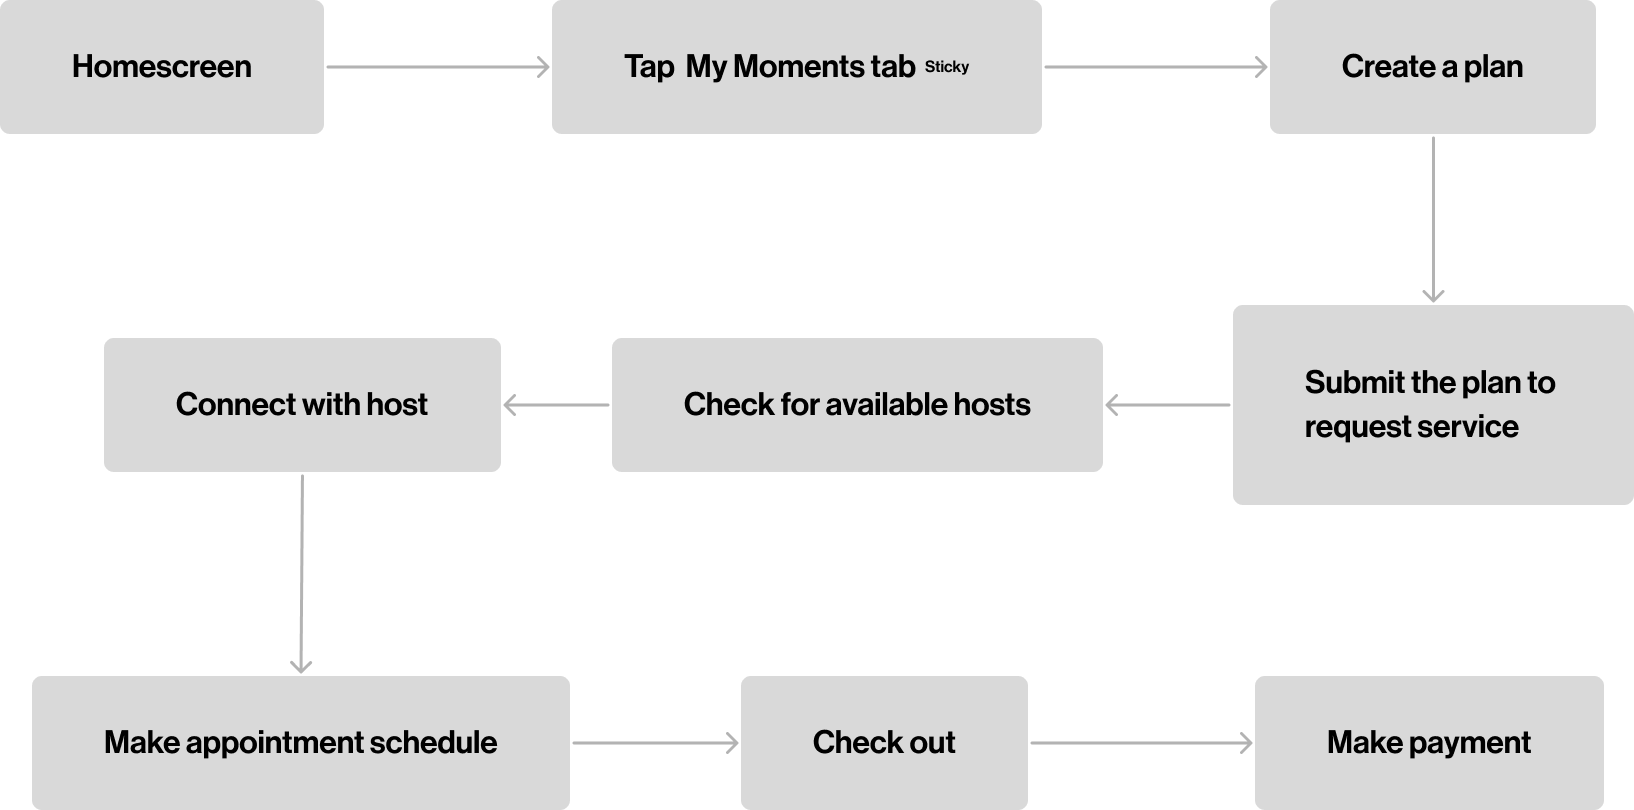 Homescreen
Tap My Moments tab Sticky
Create a plan
Submit the plan to
request service
Check for available hosts
Connect with host
Make appointment schedule
Check out
Make payment